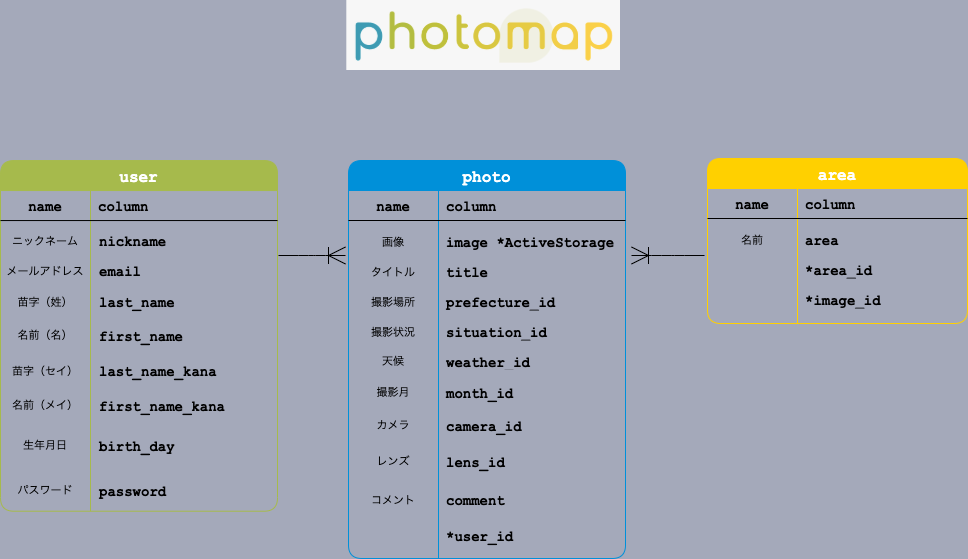 photomap
user
name column
ニックネーム nickname
メールアドレス email
苗字（姓） last_name
名前（名） first_name
苗字（セイ） last_name_kana
名前（メイ） first_name_kana
生年月日 birth_day
パスワード password
photo
name column
画像 image *ActiveStorage
タイトル title
撮影場所 prefecture_id
撮影状況 situation_id
天候 weather_id
撮影月 month_id
カメラ camera_id
レンズ lens_id
コメント comment
*user_id
area
name column
名前 area
*area_id
*image_id